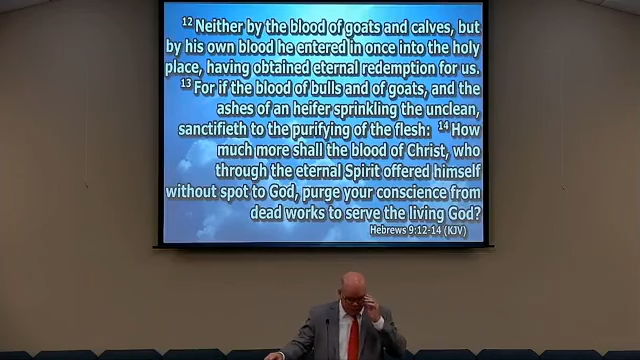 12 Neither by the blood of goats and calves, but
by his own blood he entered in once into the holy
place, having obtained eternal redemption for us.
13 For if the blood of bulls and of goats, and the
ashes of an heifer sprinkling the unclean,
sanctifieth to the purifying of the flesh: 14 How
much more shall the blood of Christ, who
through the eternal Spirit offered himself
without spot to God, purge your conscience from
dead works to serve the living God?
Hebrews 9:12-14 (KJV)